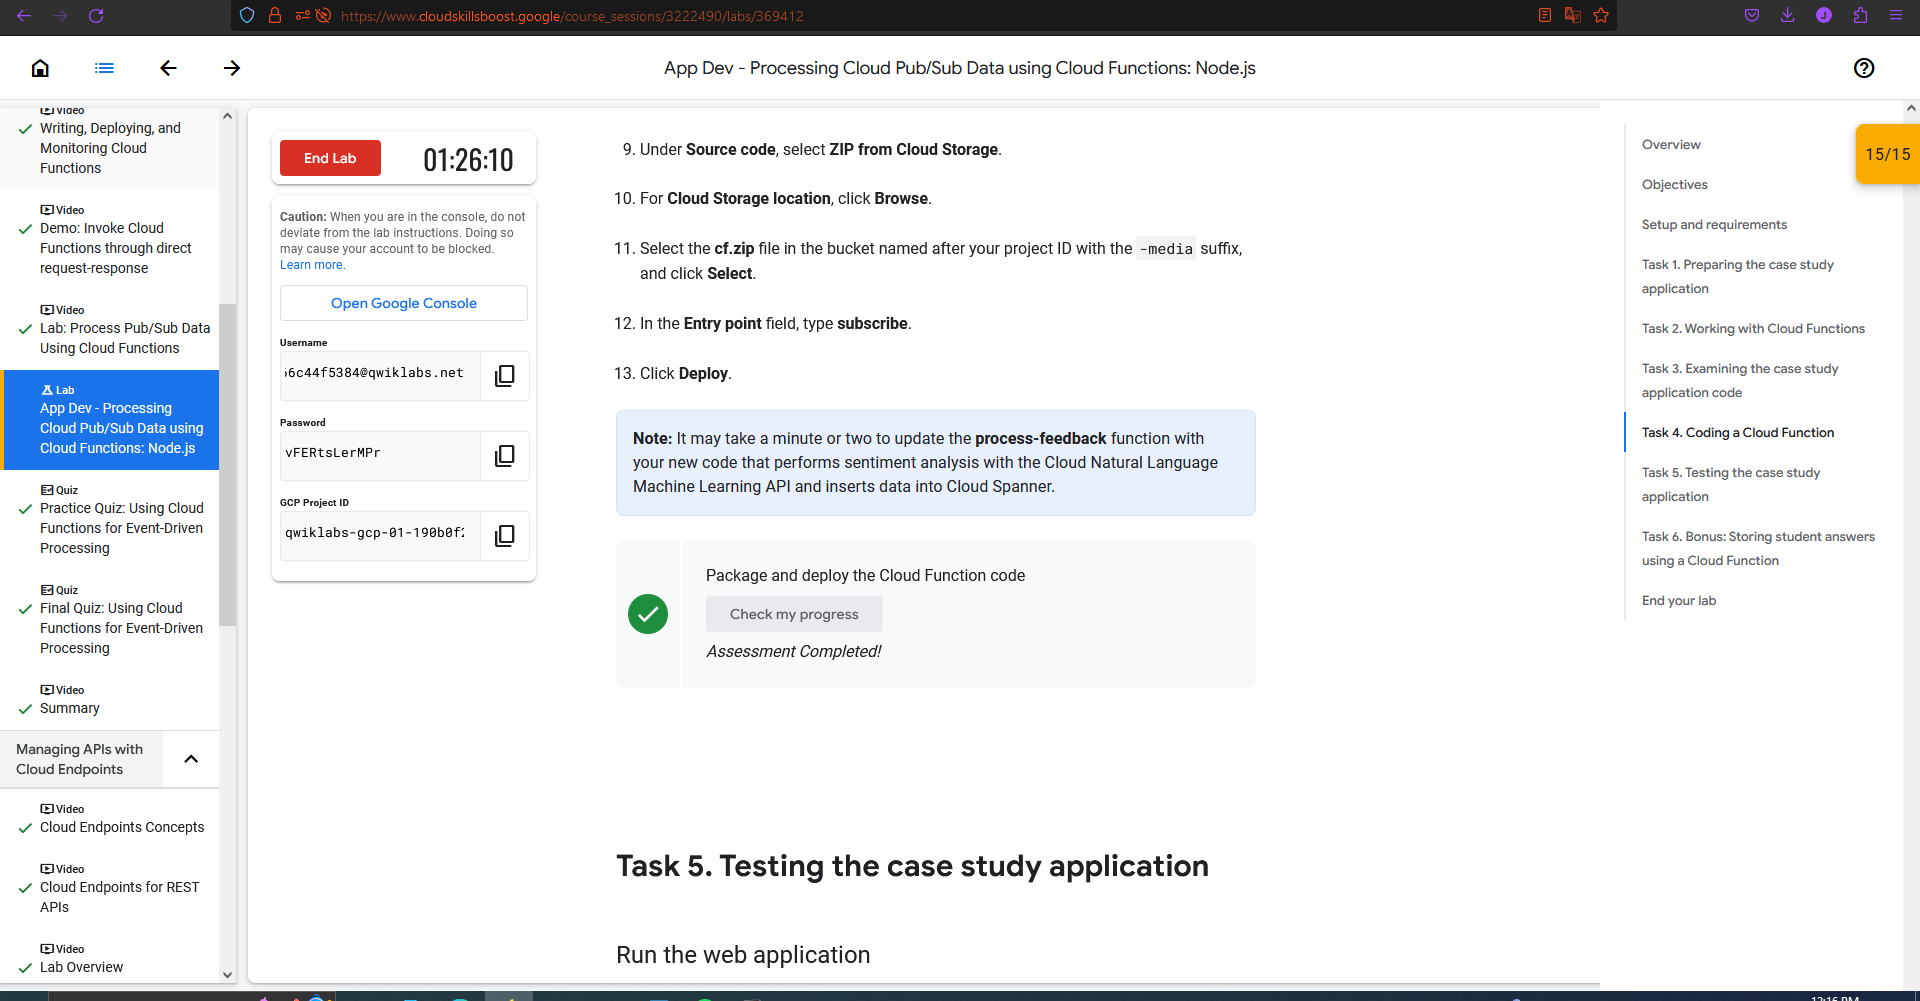 https://www.cloudskillsboost.google/course_sessions/3222490/labs/369412
App Dev - Processing Cloud Pub/Sub Data using Cloud Functions: Node.js
Video
Writing, Deploying, and
Monitoring Cloud
Functions
Video
Demo: Invoke Cloud
Functions through direct
request-response
Video
Lab: Process Pub/Sub Data
Using Cloud Functions
Lab
App Dev - Processing
Cloud Pub/Sub Data using
Cloud Functions: Node.js
Quiz
Practice Quiz: Using Cloud
Functions for Event-Driven
Processing
Quiz
Final Quiz: Using Cloud
Functions for Event-Driven
Processing
Video
Summary
Managing APIs with
Cloud Endpoints
Video
Cloud Endpoints Concepts
Video
Cloud Endpoints for REST
APIs
Video
Lab Overview
End Lab
01:26:10
Caution: When you are in the console, do not
deviate from the lab instructions. Doing so
may cause your account to be blocked.
Learn more.
Open Google Console
Username
6c44f5384@qwiklabs.net
Password
vFERtsLerMPr
GCP Project ID
qwiklabs-gcp-01-190b0f
9. Under Source code, select ZIP from Cloud Storage.
10. For Cloud Storage location, click Browse.
11. Select the cf.zip file in the bucket named after your project ID with the -media suffix,
and click Select.
12. In the Entry point field, type subscribe.
13. Click Deploy.
Note: It may take a minute or two to update the process-feedback function with
your new code that performs sentiment analysis with the Cloud Natural Language
Machine Learning API and inserts data into Cloud Spanner.
Package and deploy the Cloud Function code
Check my progress
Assessment Completed!
Task 5. Testing the case study application
Run the web application
15/15
Overview
Objectives
Setup and requirements
Task 1. Preparing the case study
application
Task 2. Working with Cloud Functions
Task 3. Examining the case study
application code
Task 4. Coding a Cloud Function
Task 5. Testing the case study
application
Task 6. Bonus: Storing student answers
using a Cloud Function
End your lab